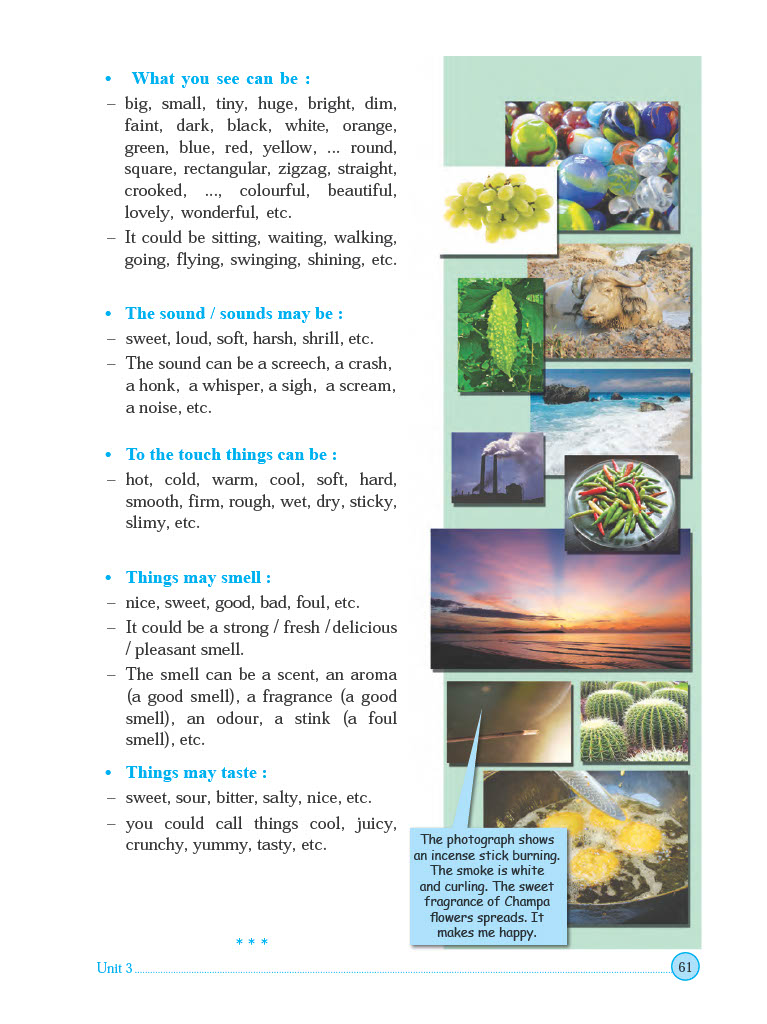 • What you see can be :
– big, small, tiny, huge, bright, dim,
faint, dark, black, white, orange,
green, blue, red, yellow, ... round,
square, rectangular, zigzag, straight,
crooked, ..., colourful, beautiful,
lovely, wonderful, etc.
– It could be sitting, waiting, walking,
going, flying, swinging, shining, etc.
• The sound / sounds may be :
– sweet, loud, soft, harsh, shrill, etc.
– The sound can be a screech, a crash,
a honk, a whisper, a sigh, a scream,
a noise, etc.
• To the touch things can be :
– hot, cold, warm, cool, soft, hard,
smooth, firm, rough, wet, dry, sticky,
slimy, etc.
• Things may smell :
– nice, sweet, good, bad, foul, etc.
– It could be a strong / fresh / delicious
/ pleasant smell.
– The smell can be a scent, an aroma
(a good smell), a fragrance (a good
smell), an odour, a stink (a foul
smell), etc.
• Things may taste :
– sweet, sour, bitter, salty, nice, etc.
– you could call things cool, juicy,
crunchy, yummy, tasty, etc.
The photograph shows
an incense stick burning.
The smoke is white
and curling. The sweet
fragrance of Champa
flowers spreads. It
makes me happy.
* * *
Unit 3
61